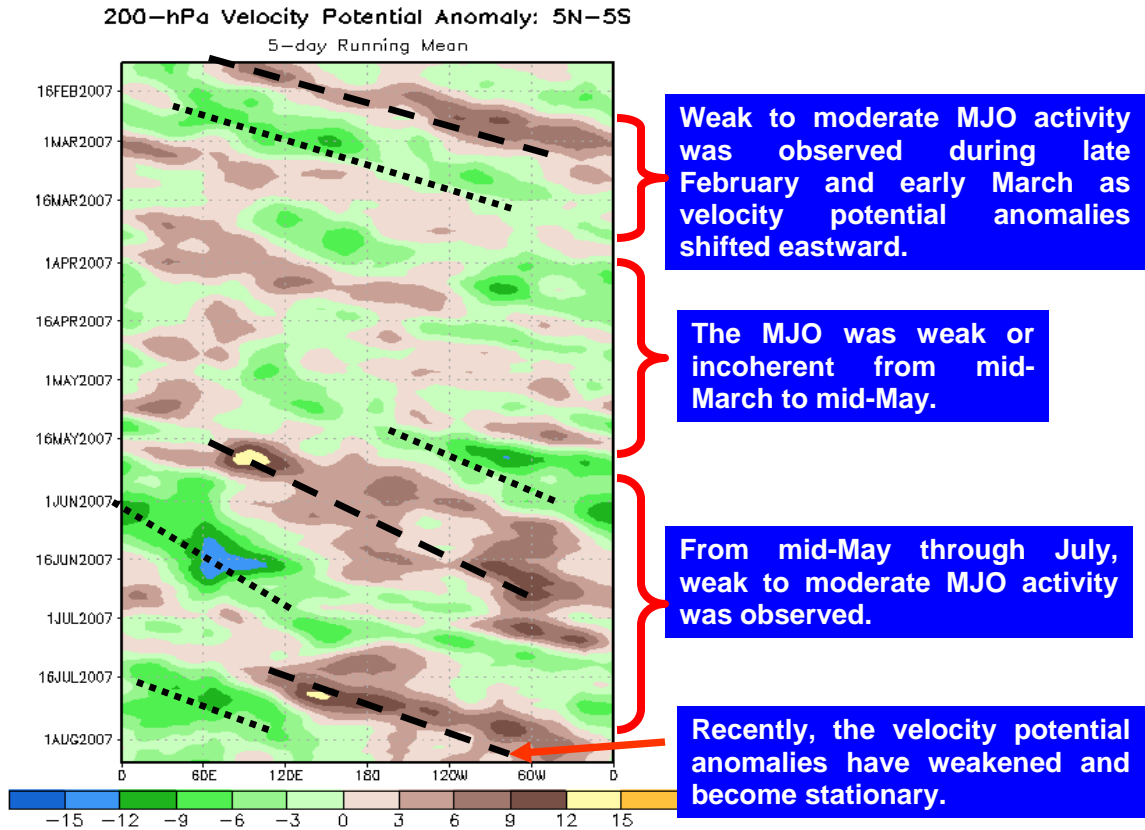 200-hPa Velocity Potential Anomaly: 5N-5S
5-day Running Mean
16FEB2007
1MAR2007
16MAR2007
1APR2007
16APR2007
1MAY2007
16MAY2007
1JUN2007
16JUN2007
1JUL2007
16JUL2007
1AUG2007
0 60E 120E 180 120W 60W 0
-15 -12 -9 -6 -3 0 3 6 9 12 15
Weak to moderate MJO activity
was observed during late
February and early March as
velocity potential anomalies
shifted eastward.
The MJO was weak or
incoherent from mid-
March to mid-May.
From mid-May through July,
weak to moderate MJO activity
was observed.
Recently, the velocity potential
anomalies have weakened and
become stationary.